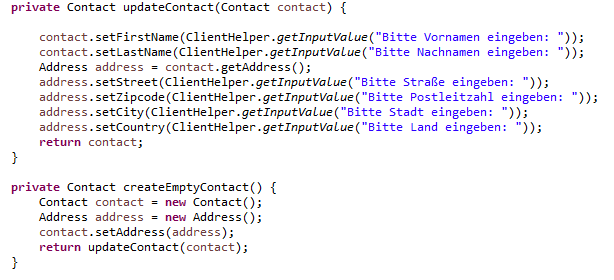 private Contact updateContact(Contact contact) {
contact.setFirstName(ClientHelper.getInputValue("Bitte Vornamen eingeben: "));
contact.setLastName(ClientHelper.getInputValue("Bitte Nachnamen eingeben: "));
Address address = contact.getAddress();
address.setStreet(ClientHelper.getInputValue("Bitte Straße eingeben: "));
address.setZipcode(ClientHelper.getInputValue("Bitte Postleitzahl eingeben: "));
address.setCity(ClientHelper.getInputValue("Bitte Stadt eingeben: "));
address.setCountry(ClientHelper.getInputValue("Bitte Land eingeben: "));
return contact;
}
private Contact createEmptyContact() {
Contact contact = new Contact();
Address address = new Address();
contact.setAddress(address);
return updateContact(contact);
}